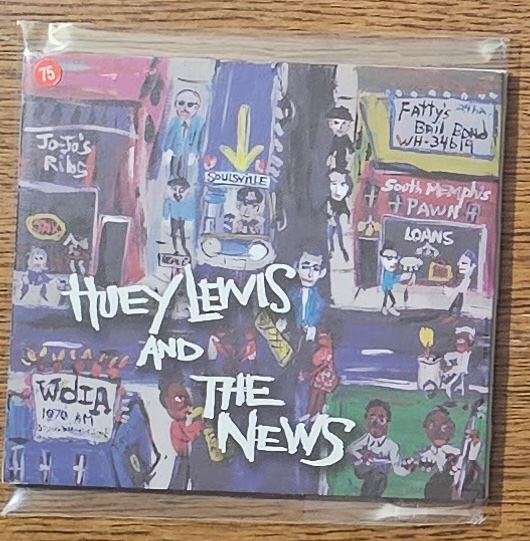 75
Jo-Jo's
Ribs
SOULSVILLE
Fatty's
Bail Bond
WH-34619
South Memphis
PAWN
LOANS
HUEY LEWIS
AND
THE
NEWS
WDIA
1070 AM